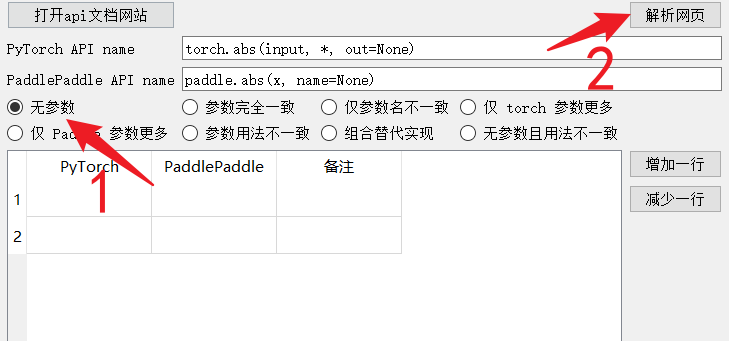 打开api文档网站 解析网页
2
PyTorch API name torch.abs(input, *, out=None)
PaddlePaddle API name paddle.abs(x, name=None)
无参数 参数完全一致 仅参数名不一致 仅 torch 参数更多
仅 Paddle 参数更多 参数用法不一致 组合替代实现 无参数且用法不一致
1
PyTorch PaddlePaddle 备注 增加一行
1 减少一行
2